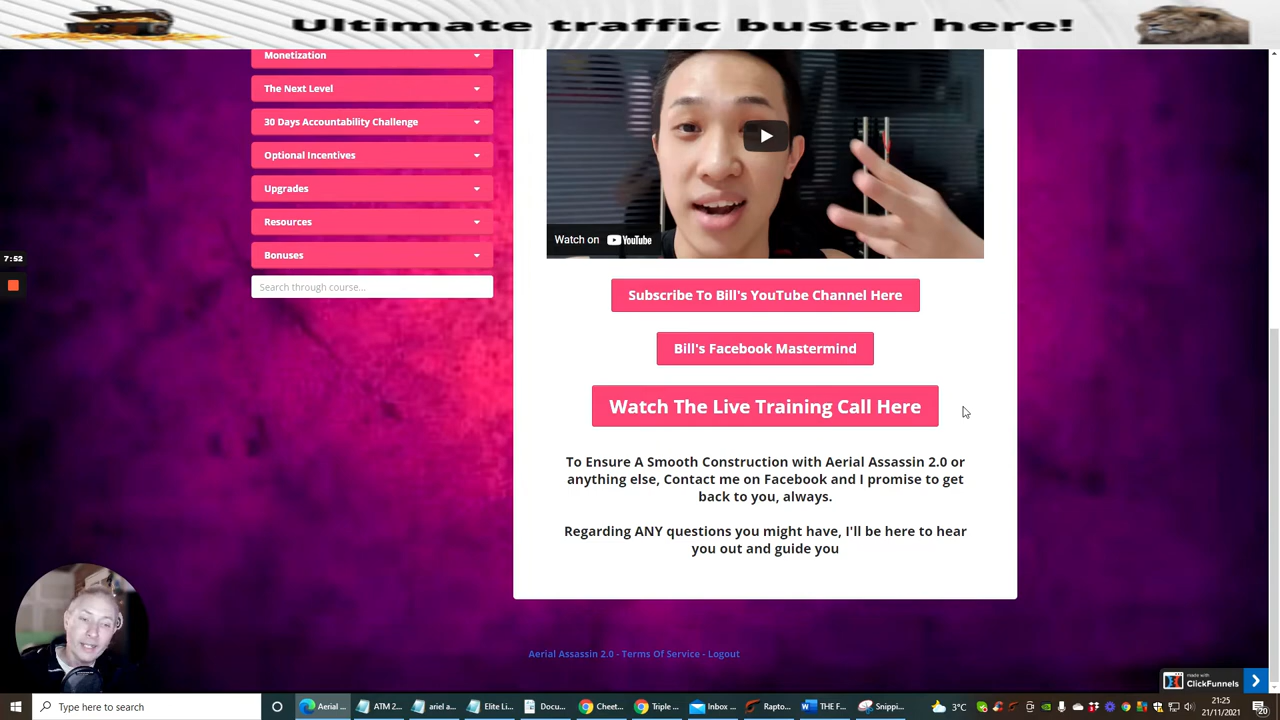 Ultimate traffic buster here!
Monetization
The Next Level
30 Days Accountability Challenge
Optional Incentives
Upgrades
Resources
Bonuses
Search through course...
7:52
Watch on YouTube
Subscribe To Bill's YouTube Channel Here
Bill's Facebook Mastermind
Watch The Live Training Call Here
To Ensure A Smooth Construction with Aerial Assassin 2.0 or
anything else, Contact me on Facebook and I promise to get
back to you, always.
Regarding ANY questions you might have, I'll be here to hear
you out and guide you
Aerial Assassin 2.0 - Terms Of Service - Logout
made with
ClickFunnels
Type here to search
Aerial ...
ATM 2...
ariel a...
Elite Li...
Docu...
Cheet...
Triple ...
Inbox ...
Rapto...
THE F...
Snippi...
3°C
21:25
21/11/2021
20